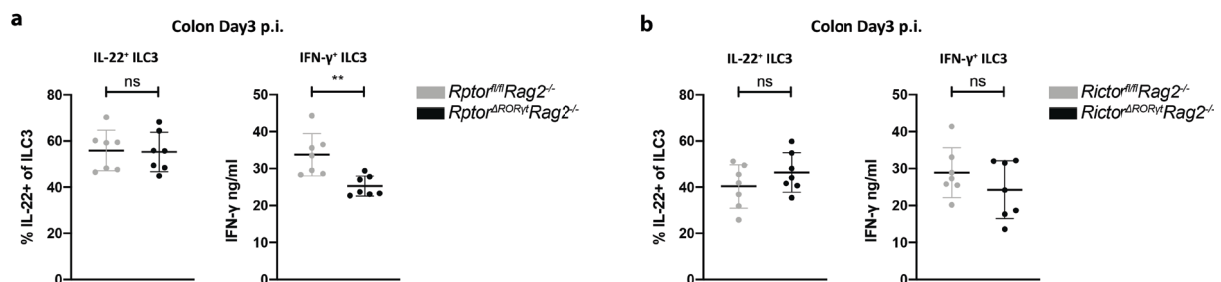 a
Colon Day3 p.i.
IL-22⁺ ILC3
ns
% IL-22+ of ILC3
80
60
40
20
0
IFN-γ⁺ ILC3
**
IFN-γ ng/ml
50
40
30
20
10
0
Rptorᶠˡ/ᶠˡRag2⁻/⁻
RptorᐞRORγtRag2⁻/⁻
b
Colon Day3 p.i.
IL-22⁺ ILC3
ns
% IL-22+ of ILC3
80
60
40
20
0
IFN-γ⁺ ILC3
ns
IFN-γ ng/ml
50
40
30
20
10
0
Rictorᶠˡ/ᶠˡRag2⁻/⁻
RictorᐞRORγtRag2⁻/⁻